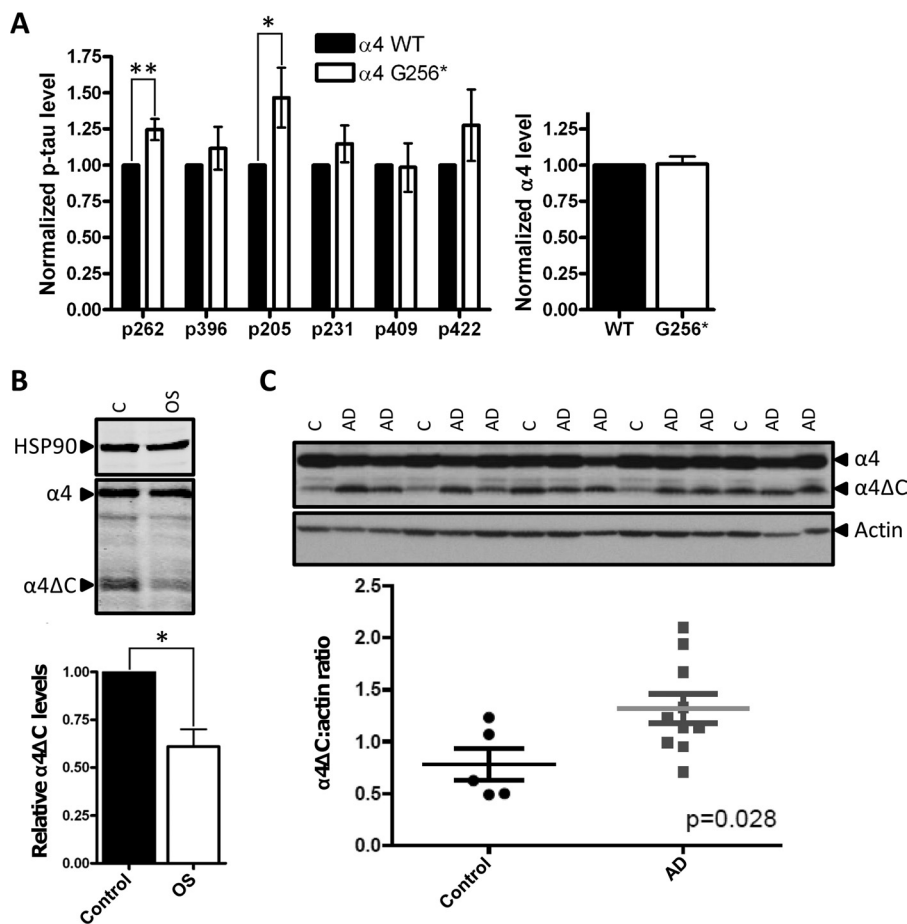 A
Normalized p-tau level
1.75
1.50
1.25
1.00
0.75
0.50
0.25
0.00
**
*
α4 WT
α4 G256*
p262 p396 p205 p231 p409 p422
Normalized α4 level
1.25
1.00
0.75
0.50
0.25
0.00
WT G256*
B
C OS
HSP90
α4
α4ΔC
Relative α4ΔC levels
*
1.00
0.75
0.50
0.25
0.00
Control OS
C
C AD AD C AD AD C AD AD C AD AD C AD AD
α4
α4ΔC
Actin
α4ΔC:actin ratio
2.5
2.0
1.5
1.0
0.5
0.0
p=0.028
Control AD